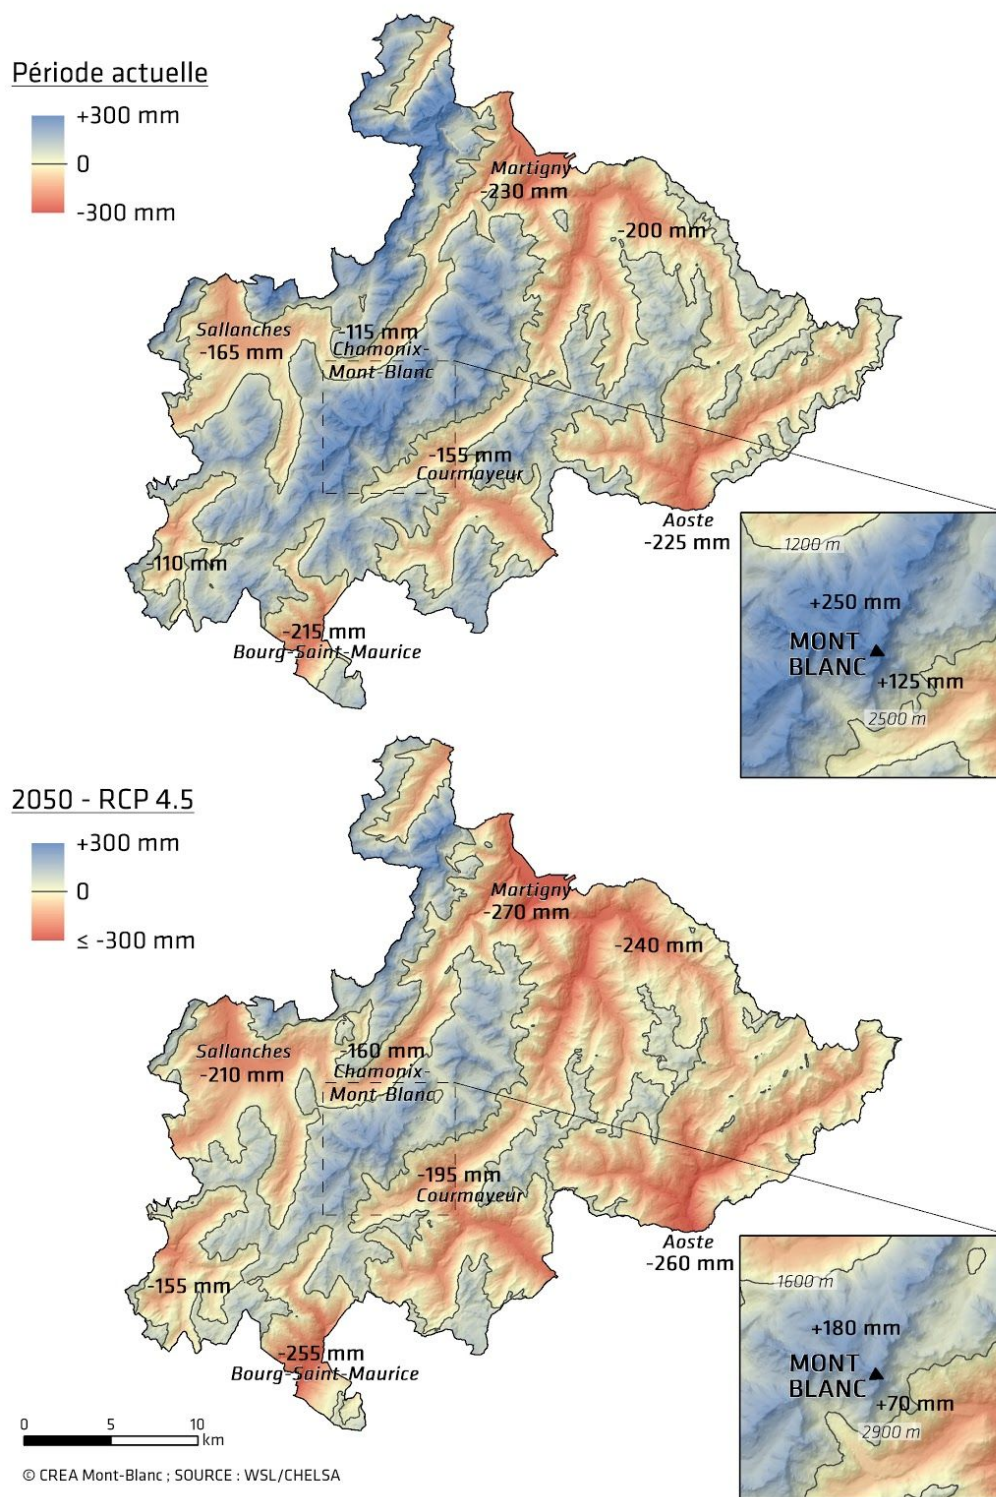 Période actuelle
+300 mm
0
-300 mm
Martigny
-230 mm
-200 mm
Sallanches
-165 mm
-115 mm
Chamonix-
Mont-Blanc
-155 mm
Courmayeur
Aoste
-225 mm
-110 mm
-215 mm
Bourg-Saint-Maurice
1200 m
+250 mm
MONT
BLANC
+125 mm
2500 m
2050 - RCP 4.5
+300 mm
0
≤ -300 mm
Martigny
-270 mm
-240 mm
Sallanches
-210 mm
-160 mm
Chamonix-
Mont-Blanc
-195 mm
Courmayeur
Aoste
-260 mm
-155 mm
-255 mm
Bourg-Saint-Maurice
1600 m
+180 mm
MONT
BLANC
+70 mm
2900 m
0 5 10
km
© CREA Mont-Blanc ; SOURCE : WSL/CHELSA